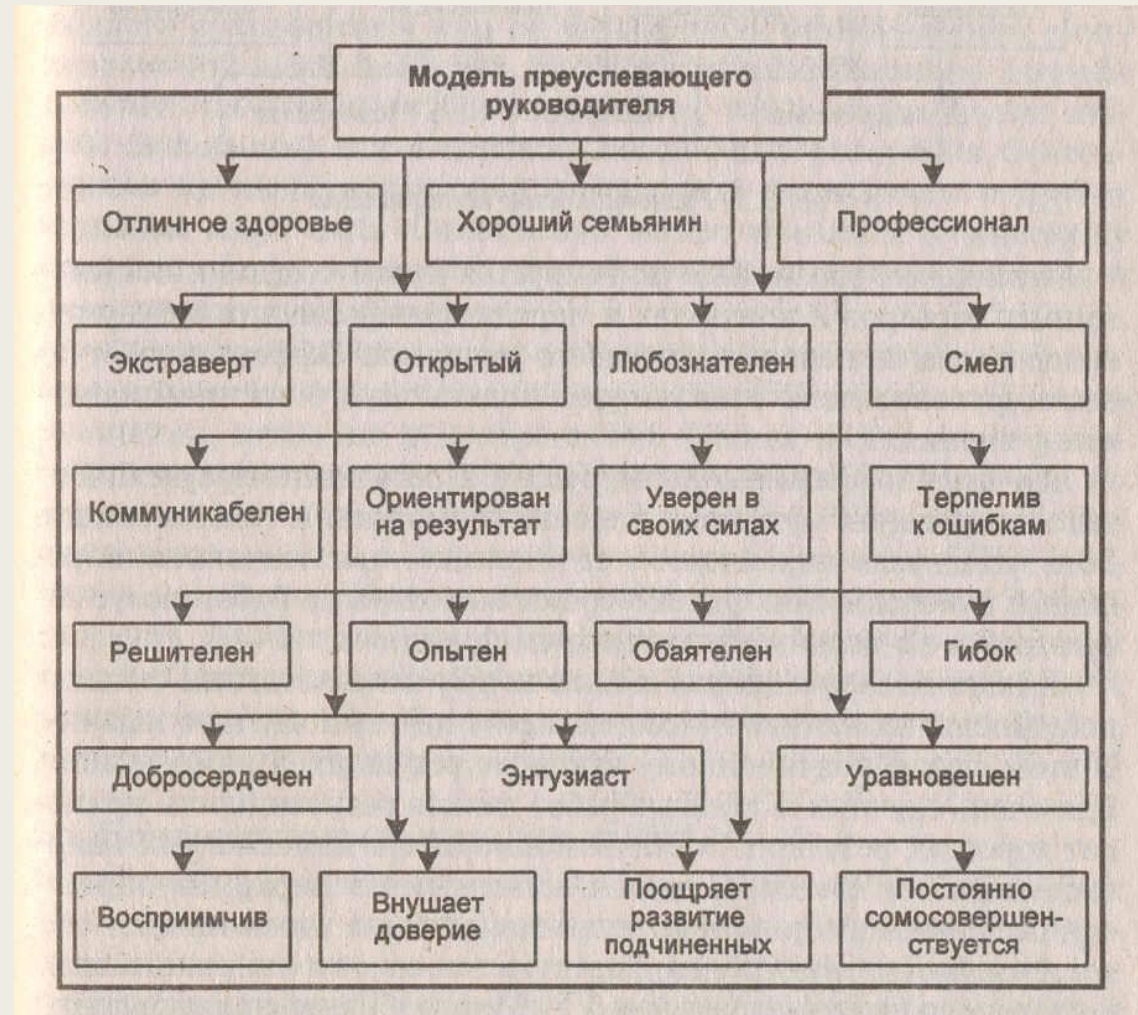 Модель преуспевающего
руководителя
Отличное здоровье
Хороший семьянин
Профессионал
Экстраверт
Открытый
Любознателен
Смел
Коммуникабелен
Ориентирован
на результат
Уверен в
своих силах
Терпелив
к ошибкам
Решителен
Опытен
Обаятелен
Гибок
Добросердечен
Энтузиаст
Уравновешен
Восприимчив
Внушает
доверие
Поощряет
развитие
подчиненных
Постоянно
сомосовершен-
ствуется